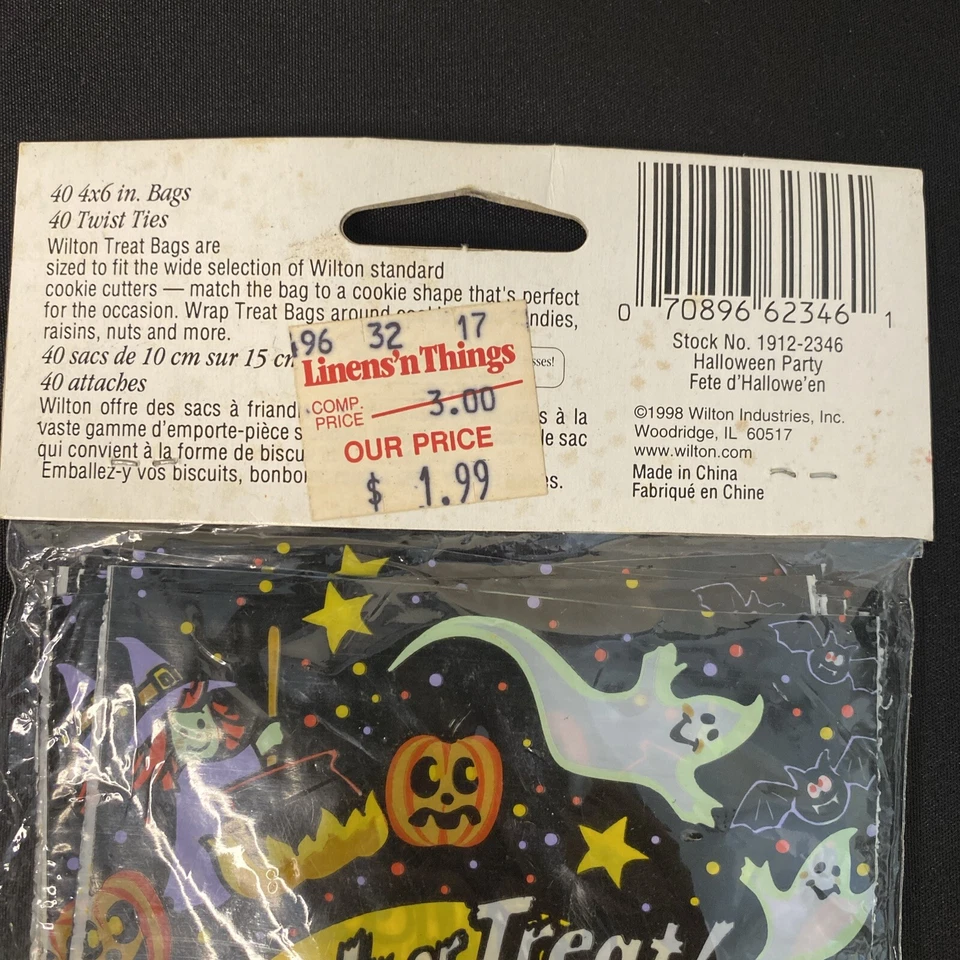 40 4x6 in. Bags
40 Twist Ties
Wilton Treat Bags are
sized to fit the wide selection of Wilton standard
cookie cutters — match the bag to a cookie shape that's perfect
for the occasion. Wrap Treat Bags around
raisins, nuts and more.
40 sacs de 10 cm sur 15
40 attaches
Wilton offre des sacs à
s à la
vaste gamme d'emporte-pièce
le sac
qui convient à la forme de
Emballez-y vos biscuits,
96 32 17
Linens'n Things
COMP. PRICE 3.00
OUR PRICE
$ 1.99
0 70896 62346 1
Stock No. 1912-2346
Halloween Party
Fete d'Hallowe'en
©1998 Wilton Industries, Inc.
Woodridge, IL 60517
www.wilton.com
Made in China
Fabriqué en Chine
or Treat!